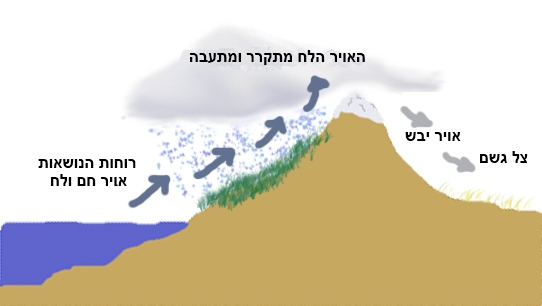 האויר הלח מתקרר ומתעבה
רוחות הנושאות
אויר חם ולח
אויר יבש
צל גשם